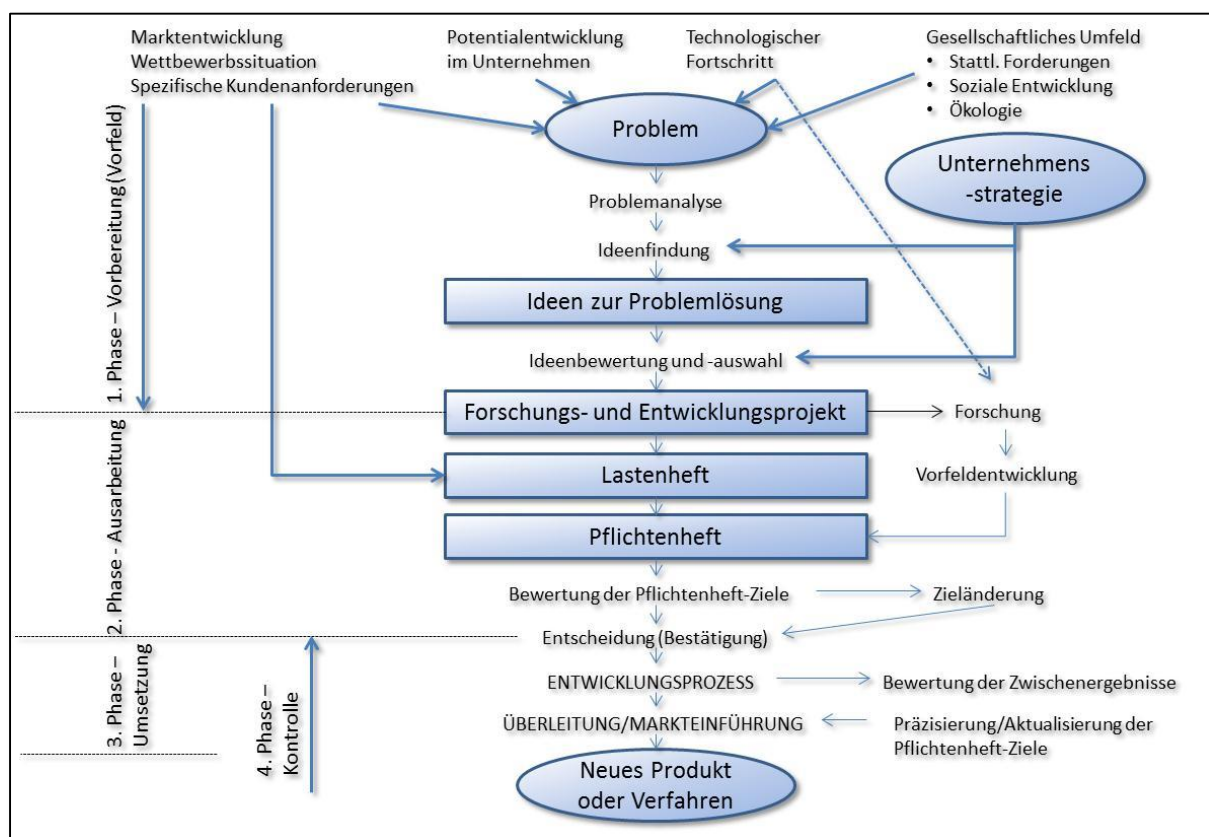 Marktentwicklung
Wettbewerbssituation
Spezifische Kundenanforderungen
Potentialentwicklung
im Unternehmen
Technologischer
Fortschritt
Gesellschaftliches Umfeld
• Stattl. Forderungen
• Soziale Entwicklung
• Ökologie
Problem
Unternehmens
-strategie
Problemanalyse
Ideenfindung
Ideen zur Problemlösung
Ideenbewertung und -auswahl
Forschungs- und Entwicklungsprojekt
Forschung
Lastenheft
Vorfeldentwicklung
Pflichtenheft
Bewertung der Pflichtenheft-Ziele
Zieländerung
Entscheidung (Bestätigung)
ENTWICKLUNGSPROZESS
Bewertung der Zwischenergebnisse
ÜBERLEITUNG/MARKTEINFÜHRUNG
Präzisierung/Aktualisierung der
Pflichtenheft-Ziele
Neues Produkt
oder Verfahren
1. Phase – Vorbereitung (Vorfeld)
2. Phase - Ausarbeitung
3. Phase –
Umsetzung
4. Phase –
Kontrolle